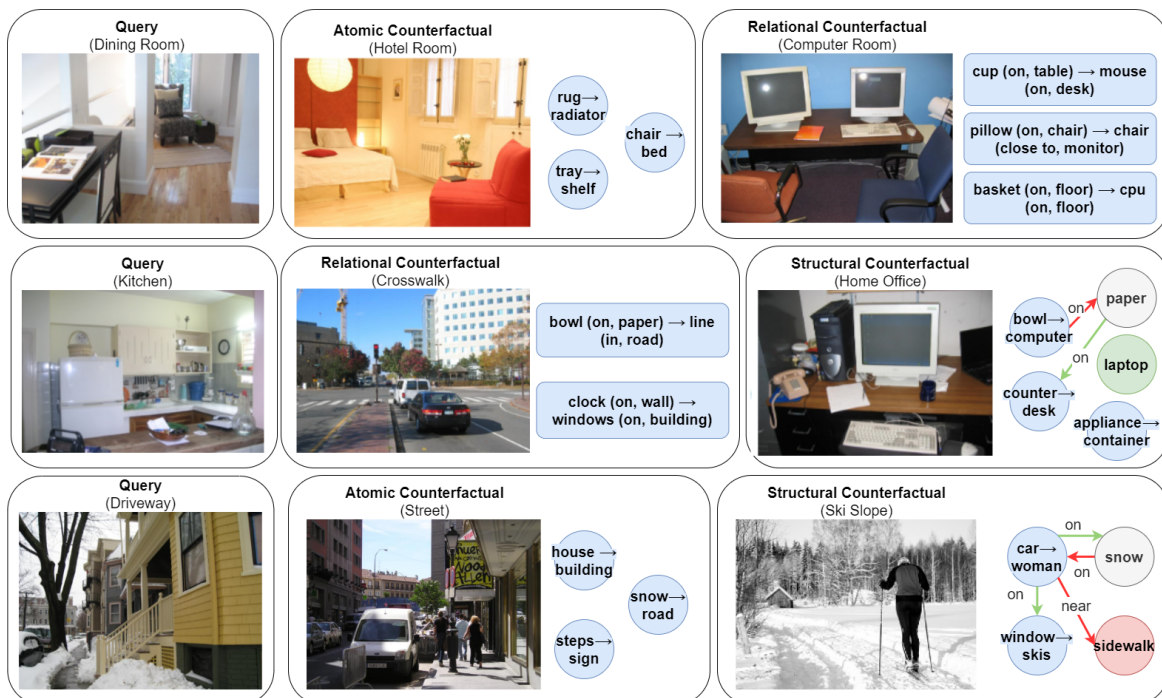 Query
(Dining Room)
Atomic Counterfactual
(Hotel Room)
rug→
radiator
tray→
shelf
chair →
bed
Relational Counterfactual
(Computer Room)
cup (on, table) → mouse
(on, desk)
pillow (on, chair) → chair
(close to, monitor)
basket (on, floor) → cpu
(on, floor)
Query
(Kitchen)
Relational Counterfactual
(Crosswalk)
bowl (on, paper) → line
(in, road)
clock (on, wall) →
windows (on, building)
Structural Counterfactual
(Home Office)
bowl→
computer
on
paper
on
laptop
counter→
desk
appliance→
container
Query
(Driveway)
Atomic Counterfactual
(Street)
house →
building
snow→
road
steps→
sign
Structural Counterfactual
(Ski Slope)
car→
woman
on
snow
on
on
near
window→
skis
sidewalk